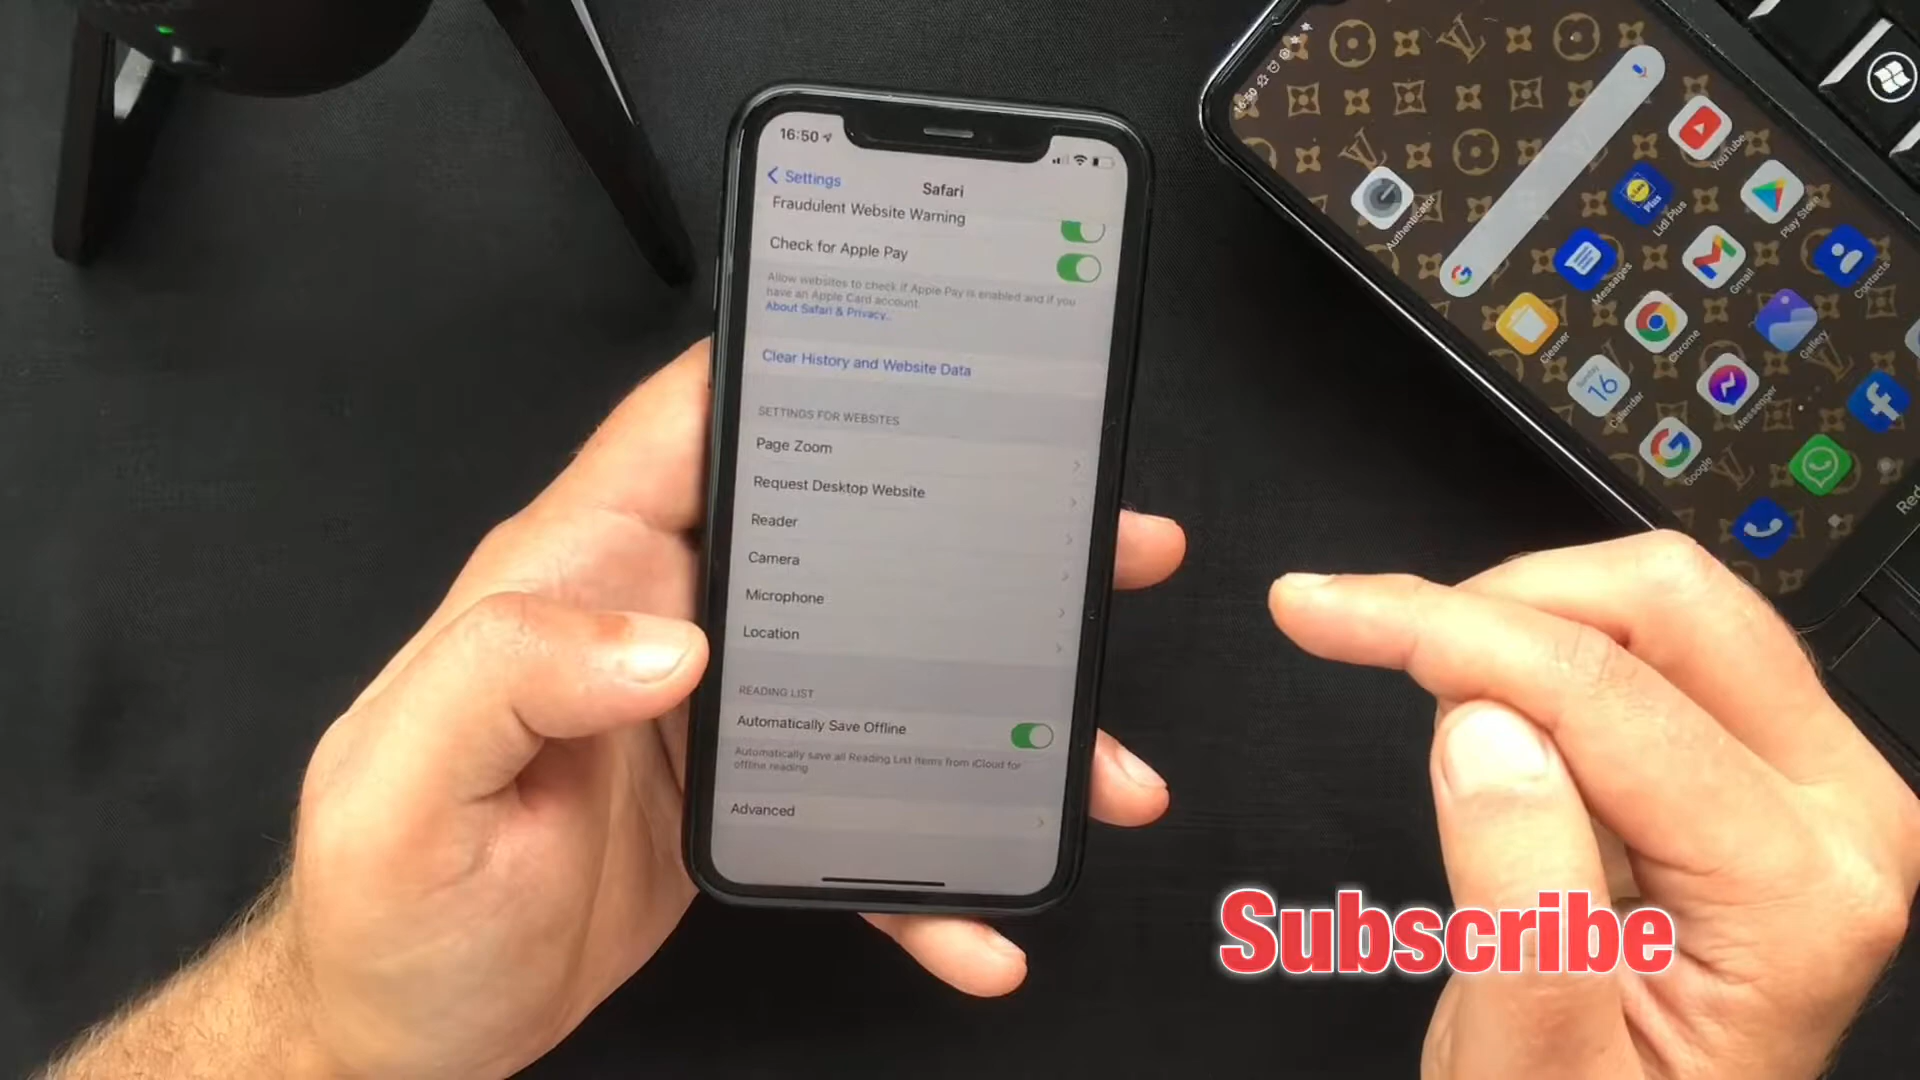 16:50
Settings
Safari
Fraudulent Website Warning
Check for Apple Pay
Allow websites to check if Apple Pay is enabled and if you
have an Apple Card account.
About Safari & Privacy...
Clear History and Website Data
SETTINGS FOR WEBSITES
Page Zoom
Request Desktop Website
Reader
Camera
Microphone
Location
READING LIST
Automatically Save Offline
Automatically save all Reading List items from iCloud for
offline reading.
Advanced
16:50
Authenticator
YouTube
Lidl Plus
Play Store
Messages
Gmail
Contacts
Cleaner
Chrome
Gallery
Sunday
16
Calendar
Messenger
Google
Red
Subscribe